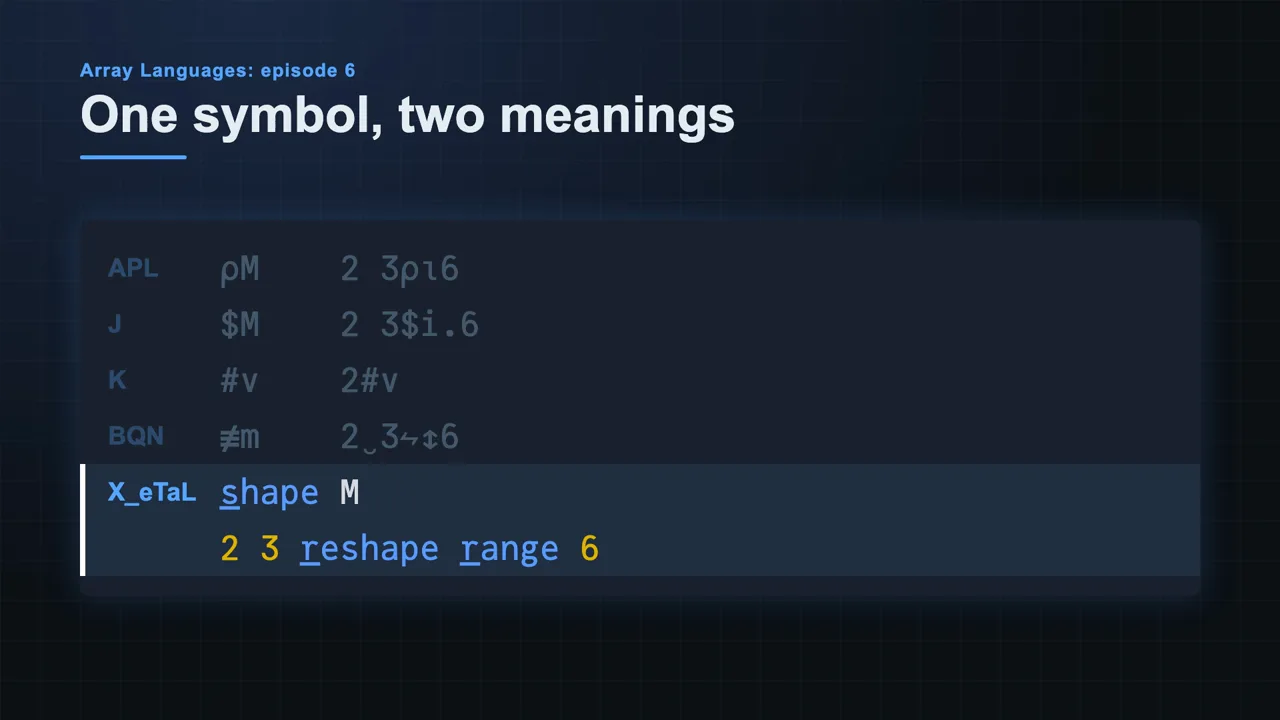 Array Languages: episode 6
One symbol, two meanings
APL ⍴M 2 3⍴⍳6
J $M 2 3$i.6
K #v 2#v
BQN ≢m 2‿3⥊↕6
X_eTaL shape M
2 3 reshape range 6